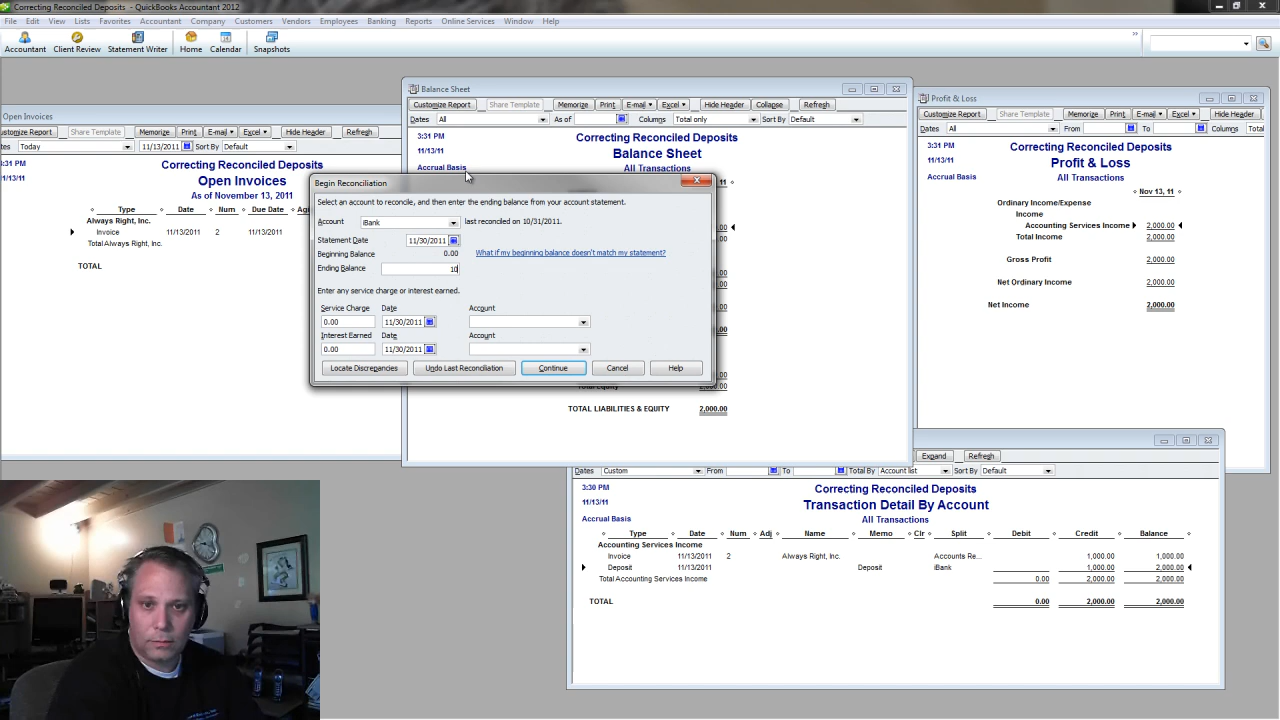 Correcting Reconciled Deposits - QuickBooks Accountant 2012
File Edit View Lists Favorites Accountant Company Customers Vendors Employees Banking Reports Online Services Window Help
Accountant Client Review Statement Writer Home Calendar Snapshots
Open Invoices
Customize Report Share Template Memorize Print E-mail Excel Hide Header Refresh
Today 11/13/2011 Sort By Default
3:31 PM
11/13/11
Correcting Reconciled Deposits
Open Invoices
As of November 13, 2011
Type Date Num Due Date
Always Right, Inc.
Invoice 11/13/2011 2 11/13/2011
Total Always Right, Inc.
TOTAL
Balance Sheet
Customize Report Share Template Memorize Print E-mail Excel Hide Header Collapse Refresh
Dates All As of Columns Total only Sort By Default
3:31 PM
11/13/11
Accrual Basis
Correcting Reconciled Deposits
Balance Sheet
All Transactions
TOTAL LIABILITIES & EQUITY 2,000.00
Begin Reconciliation
Select an account to reconcile, and then enter the ending balance from your account statement.
Account iBank last reconciled on 10/31/2011.
Statement Date 11/30/2011
Beginning Balance 0.00 What if my beginning balance doesn't match my statement?
Ending Balance 10
Enter any service charge or interest earned.
Service Charge Date Account
0.00 11/30/2011
Interest Earned Date Account
0.00 11/30/2011
Locate Discrepancies Undo Last Reconciliation Continue Cancel Help
Profit & Loss
Customize Report Share Template Memorize Print E-mail Excel Hide Header
Dates All From To Columns Total
3:31 PM
11/13/11
Accrual Basis
Correcting Reconciled Deposits
Profit & Loss
All Transactions
Nov 13, 11
Ordinary Income/Expense
Income
Accounting Services Income 2,000.00
Total Income 2,000.00
Gross Profit 2,000.00
Net Ordinary Income 2,000.00
Net Income 2,000.00
Expand Refresh
Dates Custom From To Total By Account list Sort By Default
3:30 PM
11/13/11
Accrual Basis
Correcting Reconciled Deposits
Transaction Detail By Account
All Transactions
Type Date Num Adj Name Memo Clr Split Debit Credit Balance
Accounting Services Income
Invoice 11/13/2011 2 Always Right, Inc. Accounts Re... 1,000.00 1,000.00
Deposit 11/13/2011 Deposit iBank 1,000.00 2,000.00
Total Accounting Services Income 0.00 2,000.00 2,000.00
TOTAL 0.00 2,000.00 2,000.00